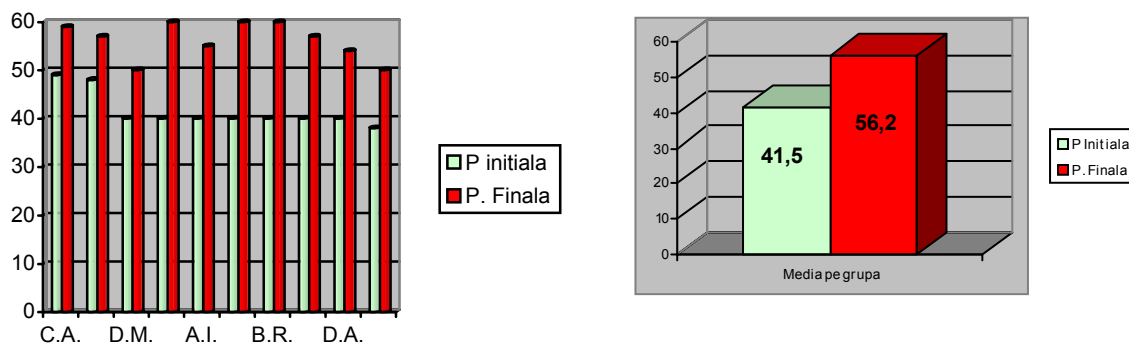 60
50
40
30
20
10
0
C.A. D.M. A.I. B.R. D.A.
P initiala
P. Finala
60
50
40
30
20
10
0
41,5
56,2
Media pe grupa
P Initiala
P. Finala